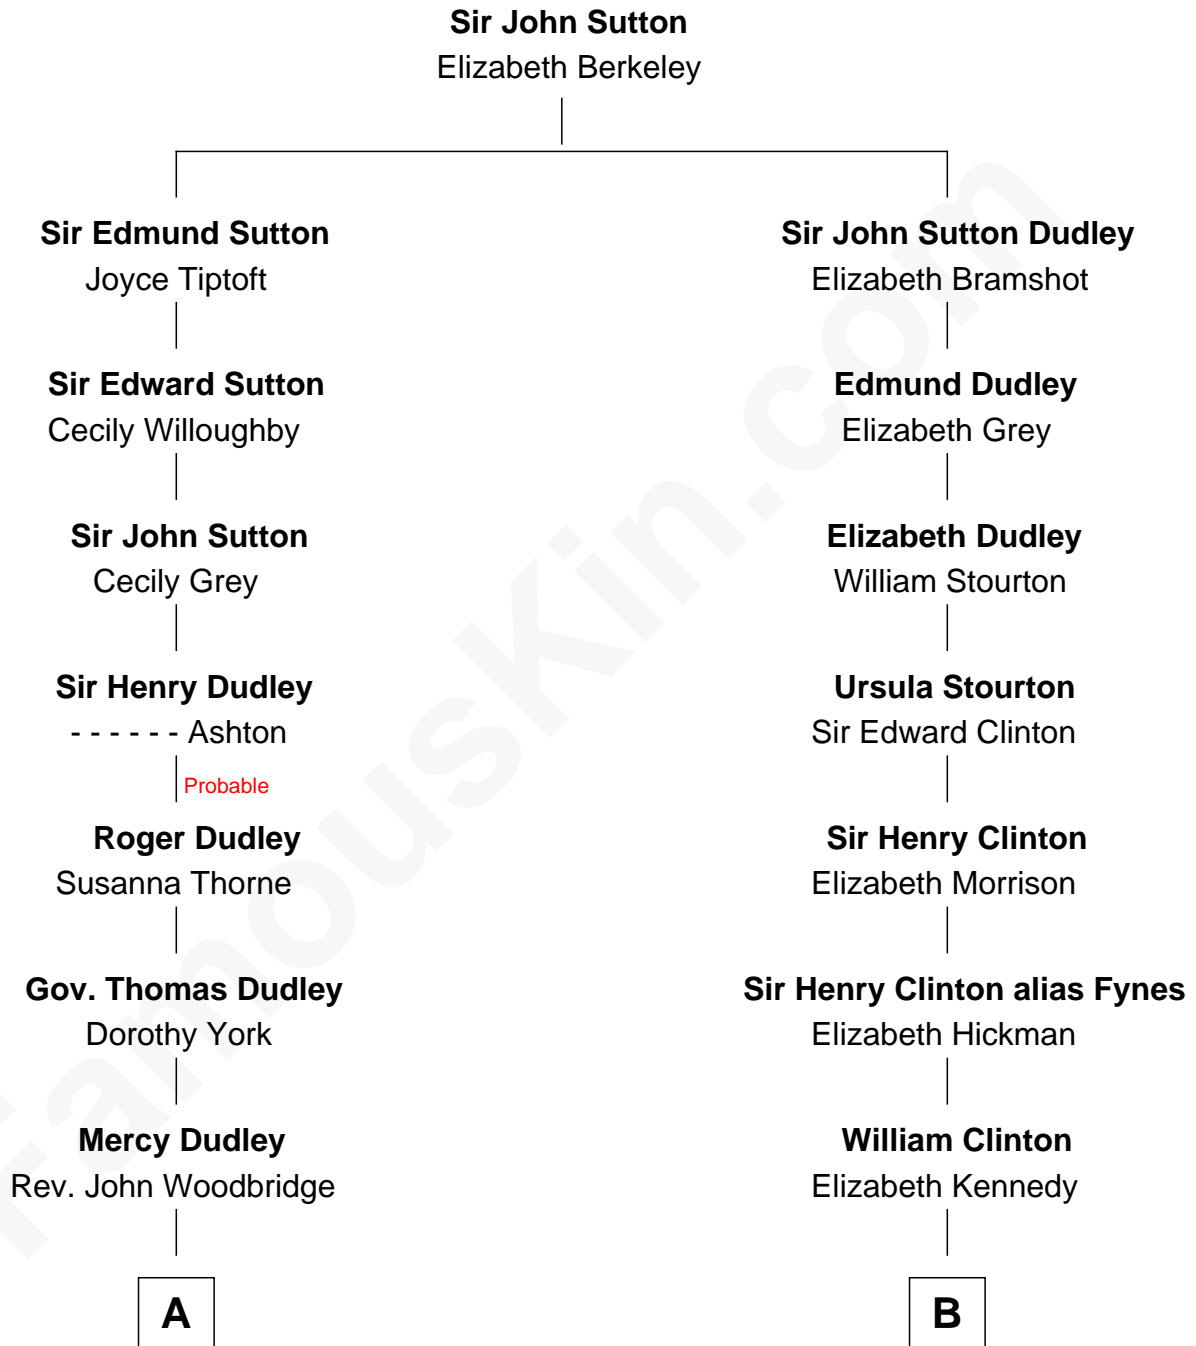 Sir John Sutton
Elizabeth Berkeley
Sir Edmund Sutton
Joyce Tiptoft
Sir Edward Sutton
Cecily Willoughby
Sir John Sutton
Cecily Grey
Sir Henry Dudley
- - - - - - Ashton
Probable
Roger Dudley
Susanna Thorne
Gov. Thomas Dudley
Dorothy York
Mercy Dudley
Rev. John Woodbridge
A
Sir John Sutton Dudley
Elizabeth Bramshot
Edmund Dudley
Elizabeth Grey
Elizabeth Dudley
William Stourton
Ursula Stourton
Sir Edward Clinton
Sir Henry Clinton
Elizabeth Morrison
Sir Henry Clinton alias Fynes
Elizabeth Hickman
William Clinton
Elizabeth Kennedy
B
FamousKin.com